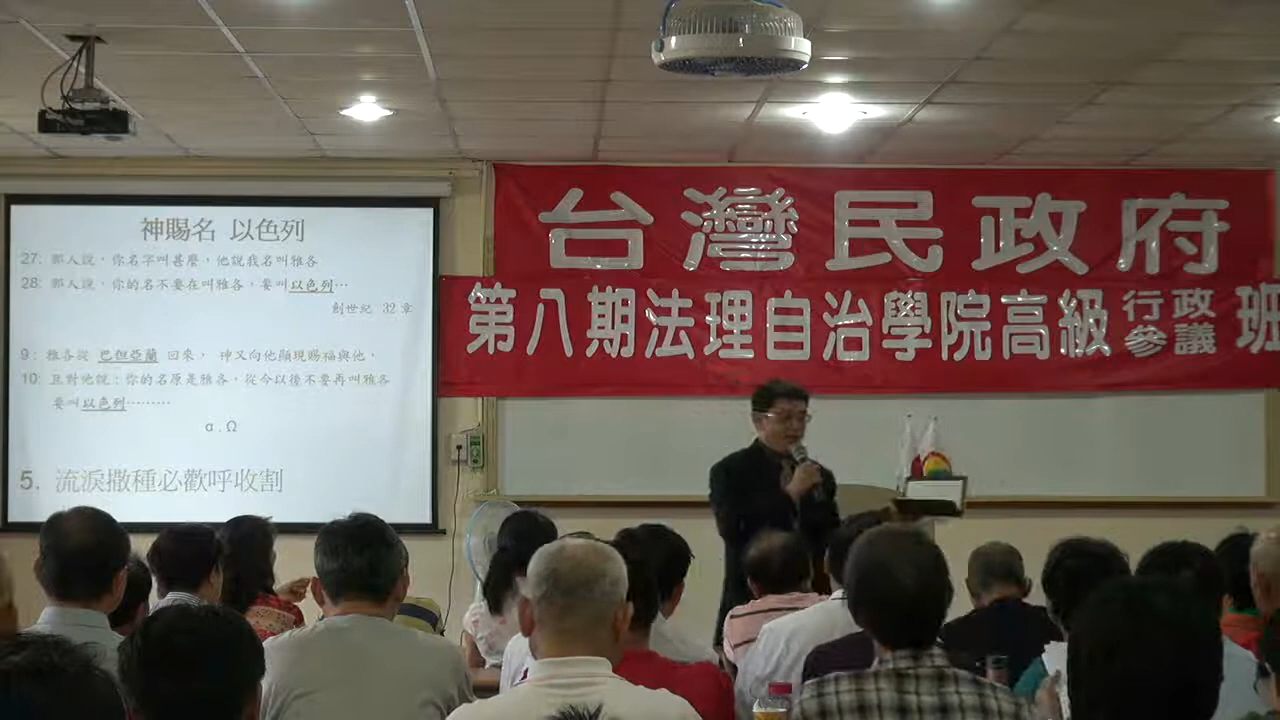 神賜名 以色列
27: 那人說，你名字叫甚麼，他說我名叫雅各
28: 那人說，你的名不要在叫雅各，要叫以色列…
創世紀 32 章
9: 雅各從 巴但亞蘭 回來， 神又向他顯現賜福與他，
10: 且對他說：你的名原是雅各，從今以後不要再叫雅各
要叫以色列………
α . Ω
5. 流淚撒種必歡呼收割
台灣民政府
第八期法理自治學院高級行政參議班